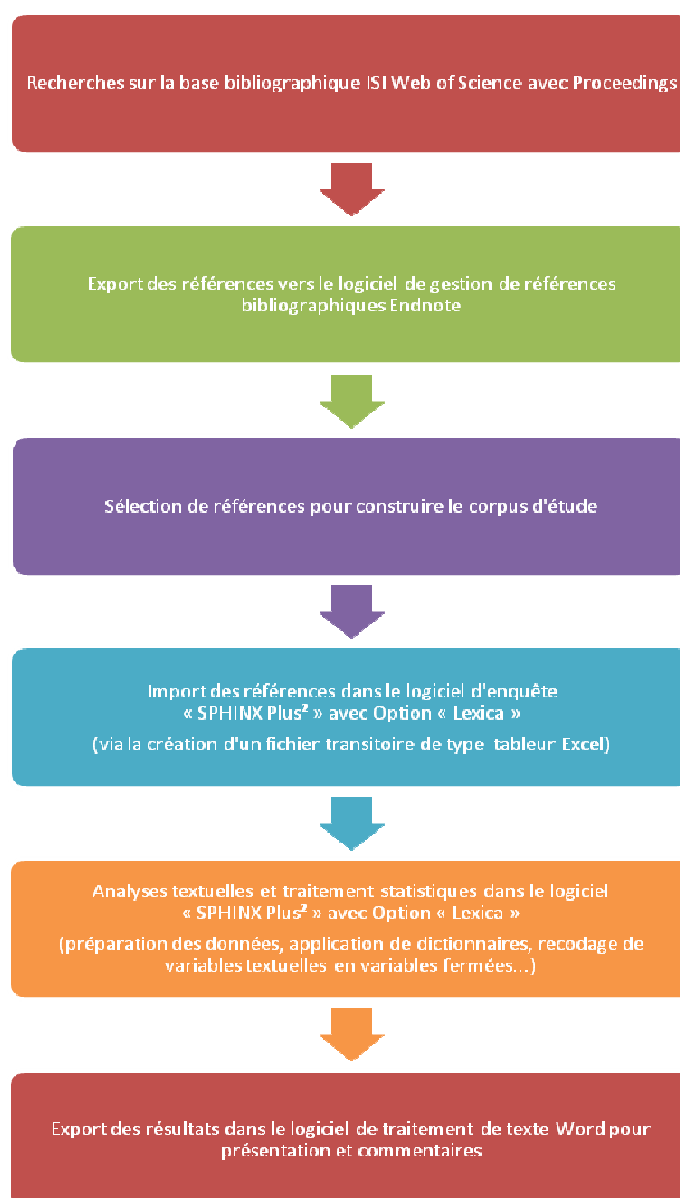 Recherches sur la base bibliographique ISI Web of Science avec Proceedings
Export des références vers le logiciel de gestion de références
bibliographiques Endnote
Sélection de références pour construire le corpus d'étude
Import des références dans le logiciel d'enquête
« SPHINX Plus² » avec Option « Lexica »
(via la création d'un fichier transitoire de type tableur Excel)
Analyses textuelles et traitement statistiques dans le logiciel
« SPHINX Plus² » avec Option « Lexica »
(préparation des données, application de dictionnaires, recodage de
variables textuelles en variables fermées...)
Export des résultats dans le logiciel de traitement de texte Word pour
présentation et commentaires